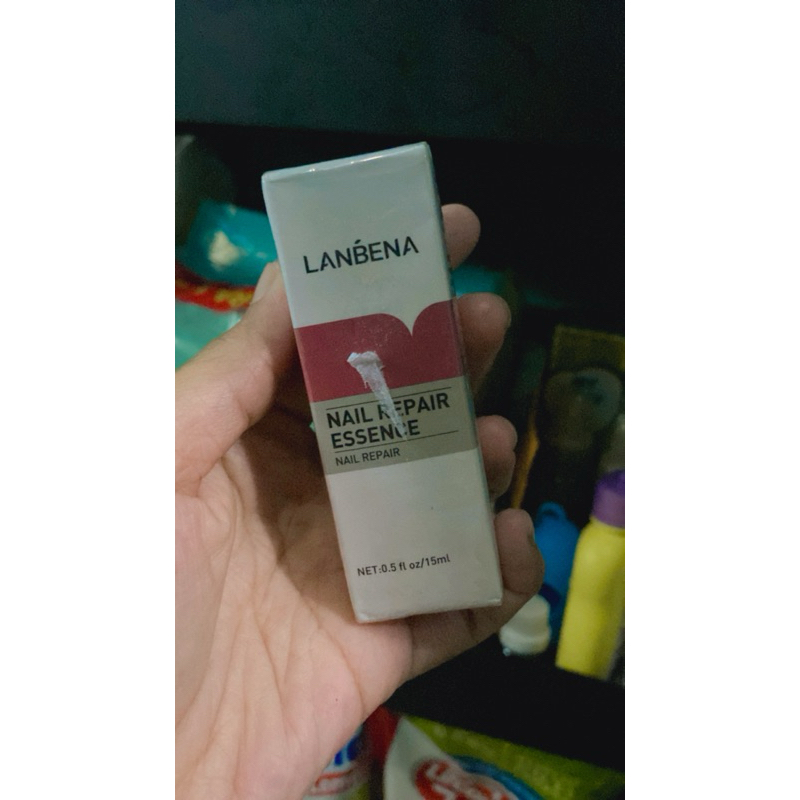 LANBENA
NAIL REPAIR
ESSENCE
NAIL REPAIR
NET:0.5 fl oz/15ml